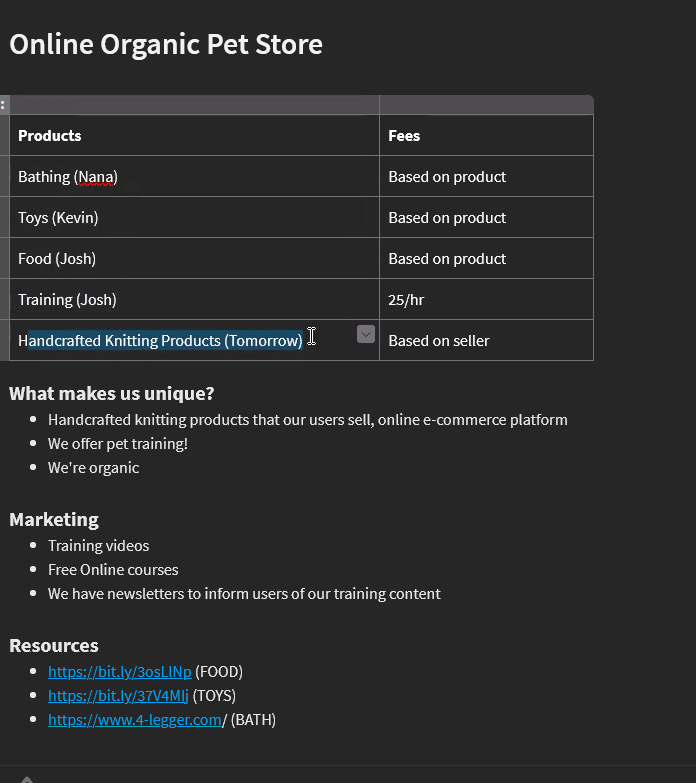 Online Organic Pet Store
Products Fees
Bathing (Nana) Based on product
Toys (Kevin) Based on product
Food (Josh) Based on product
Training (Josh) 25/hr
Handcrafted Knitting Products (Tomorrow) Based on seller
What makes us unique?
Handcrafted knitting products that our users sell, online e-commerce platform
We offer pet training!
We're organic
Marketing
Training videos
Free Online courses
We have newsletters to inform users of our training content
Resources
https://bit.ly/3osLlNp (FOOD)
https://bit.ly/37V4MIj (TOYS)
https://www.4-legger.com/ (BATH)